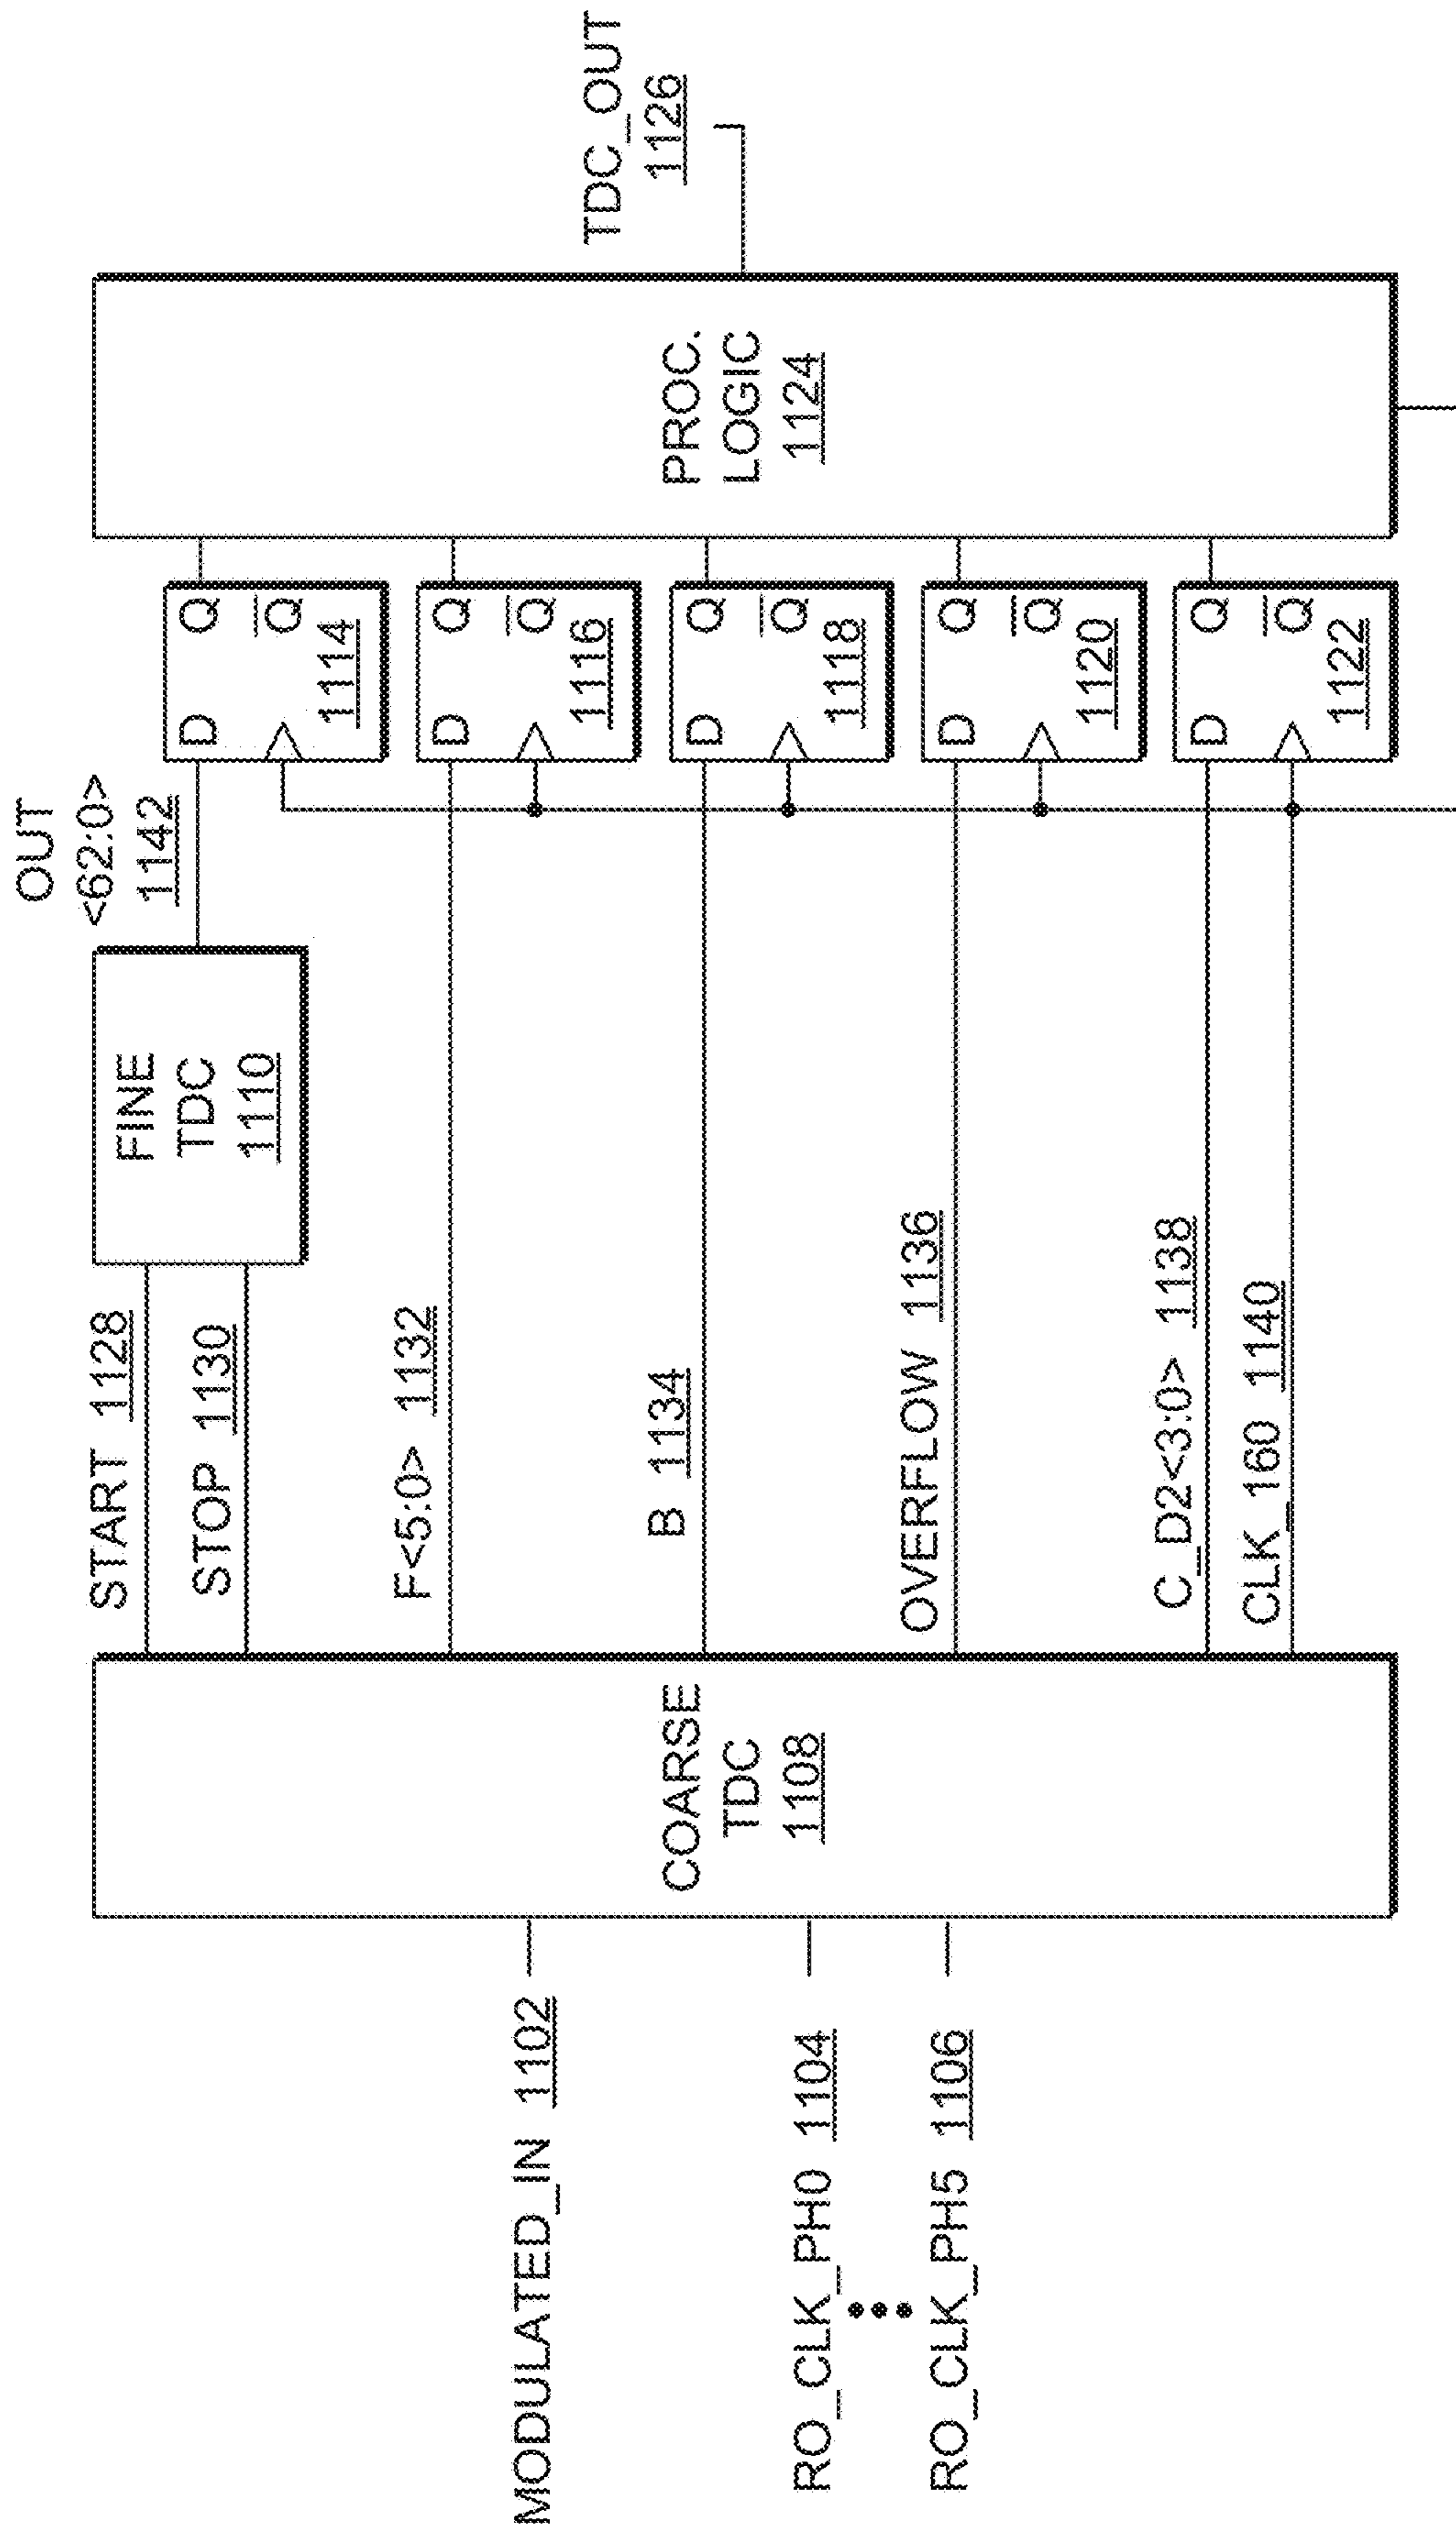 MODULATED_IN 1102
RO_CLK_PH0 1104
RO_CLK_PH5 1106
COARSE
TDC
1108
START 1128
STOP 1130
F<5:0> 1132
B 1134
OVERFLOW 1136
C_D2<3:0> 1138
CLK_160 1140
FINE
TDC
1110
OUT
<62:0>
1142
D Q
Q
1114
D Q
Q
1116
D Q
Q
1118
D Q
Q
1120
D Q
Q
1122
PROC.
LOGIC
1124
TDC_OUT
1126